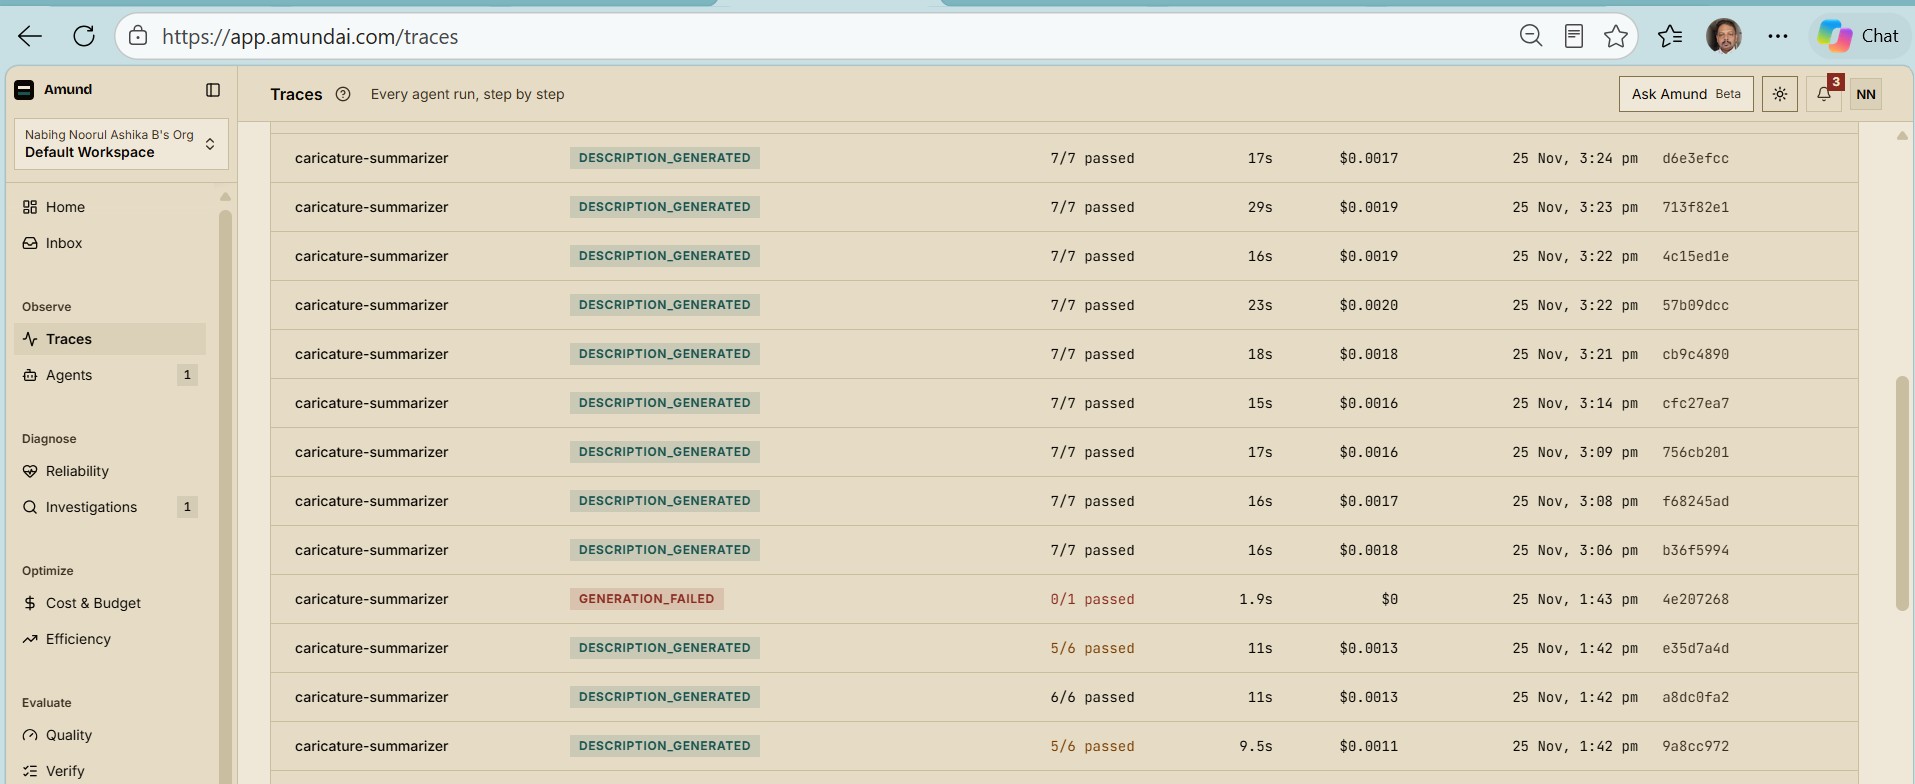 https://app.amundai.com/traces
Chat
Amund
Nabihg Noorul Ashika B's Org
Default Workspace
Home
Inbox
Observe
Traces
Agents 1
Diagnose
Reliability
Investigations 1
Optimize
Cost & Budget
Efficiency
Evaluate
Quality
Verify
Traces Every agent run, step by step
Ask Amund Beta
3
NN
caricature-summarizer DESCRIPTION_GENERATED 7/7 passed 17s $0.0017 25 Nov, 3:24 pm d6e3efcc
caricature-summarizer DESCRIPTION_GENERATED 7/7 passed 29s $0.0019 25 Nov, 3:23 pm 713f82e1
caricature-summarizer DESCRIPTION_GENERATED 7/7 passed 16s $0.0019 25 Nov, 3:22 pm 4c15ed1e
caricature-summarizer DESCRIPTION_GENERATED 7/7 passed 23s $0.0020 25 Nov, 3:22 pm 57b09dcc
caricature-summarizer DESCRIPTION_GENERATED 7/7 passed 18s $0.0018 25 Nov, 3:21 pm cb9c4890
caricature-summarizer DESCRIPTION_GENERATED 7/7 passed 15s $0.0016 25 Nov, 3:14 pm cfc27ea7
caricature-summarizer DESCRIPTION_GENERATED 7/7 passed 17s $0.0016 25 Nov, 3:09 pm 756cb201
caricature-summarizer DESCRIPTION_GENERATED 7/7 passed 16s $0.0017 25 Nov, 3:08 pm f68245ad
caricature-summarizer DESCRIPTION_GENERATED 7/7 passed 16s $0.0018 25 Nov, 3:06 pm b36f5994
caricature-summarizer GENERATION_FAILED 0/1 passed 1.9s $0 25 Nov, 1:43 pm 4e207268
caricature-summarizer DESCRIPTION_GENERATED 5/6 passed 11s $0.0013 25 Nov, 1:42 pm e35d7a4d
caricature-summarizer DESCRIPTION_GENERATED 6/6 passed 11s $0.0013 25 Nov, 1:42 pm a8dc0fa2
caricature-summarizer DESCRIPTION_GENERATED 5/6 passed 9.5s $0.0011 25 Nov, 1:42 pm 9a8cc972